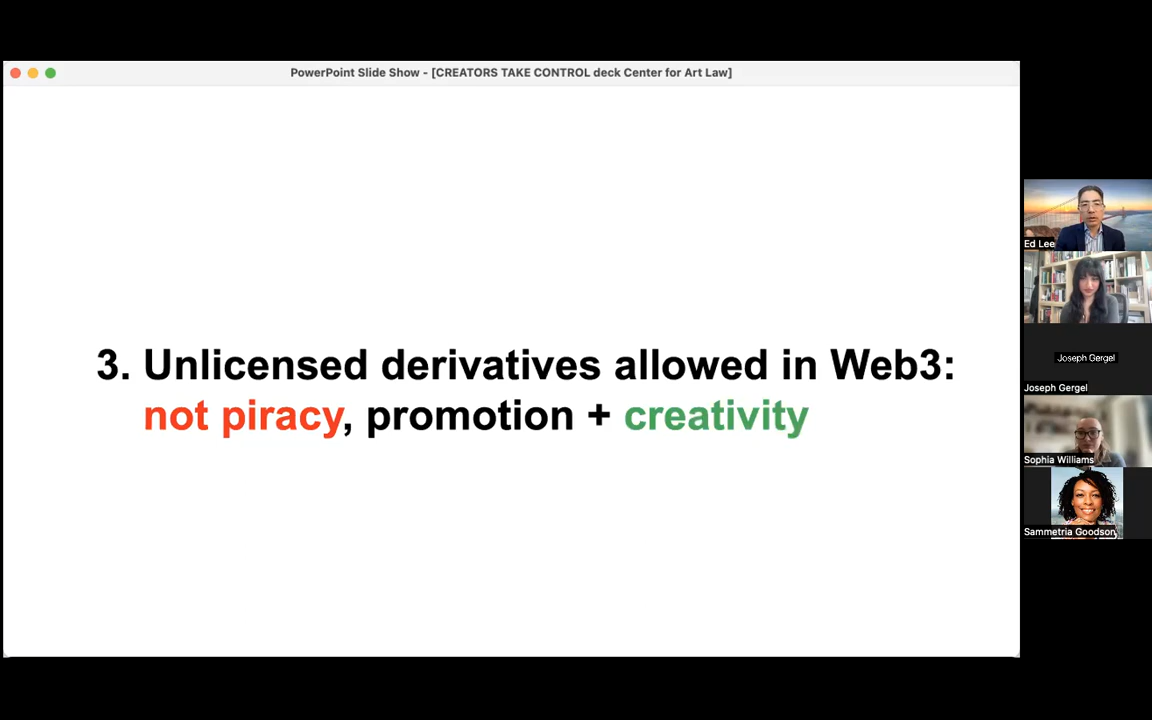 PowerPoint Slide Show - [CREATORS TAKE CONTROL deck Center for Art Law]
3. Unlicensed derivatives allowed in Web3:
not piracy, promotion + creativity
Ed Lee
Joseph Gergel
Joseph Gergel
Sophia Williams
Sammetria Goodson